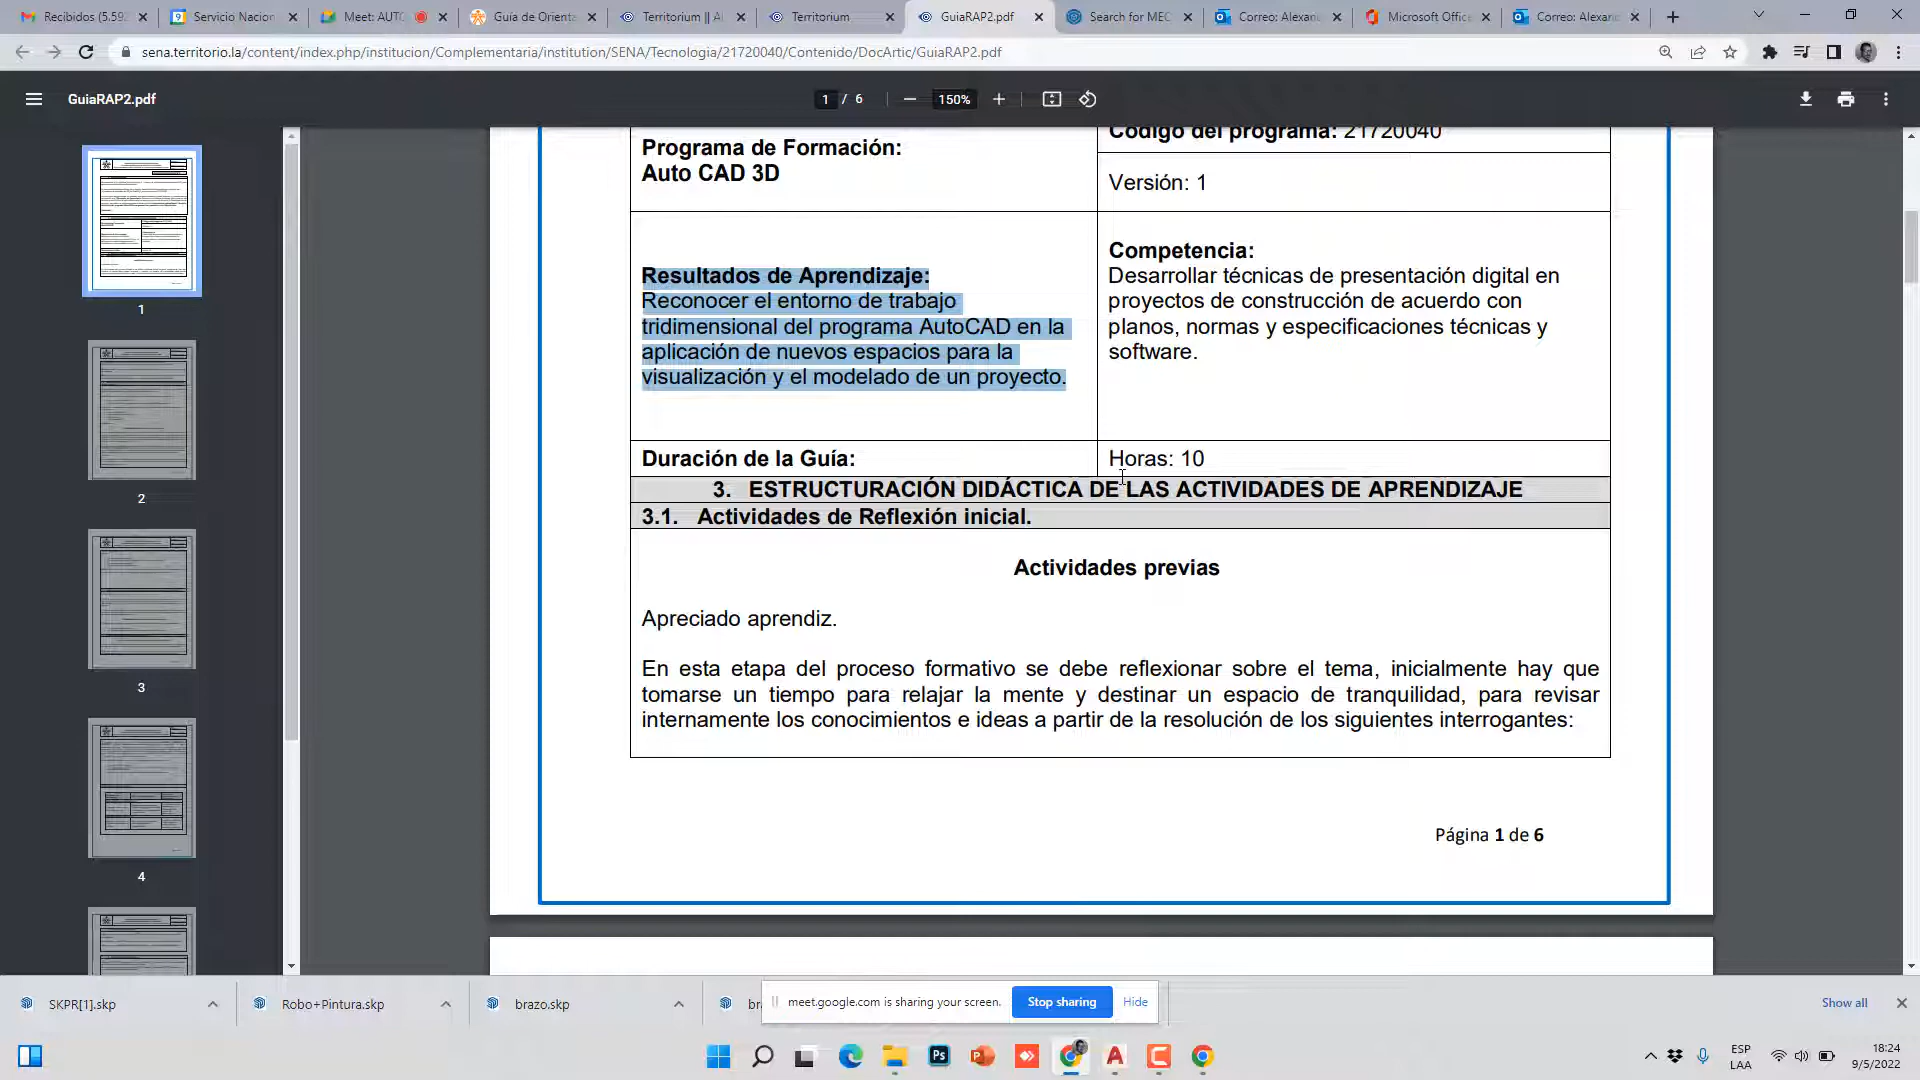 Recibidos (5.592
Servicio Nacion
Meet: AUTO
Guía de Orienta
Territorium || A
Territorium
GuiaRAP2.pdf
Search for MEC
Correo: Alexan
Microsoft Office
Correo: Alexan
sena.territorio.la/content/index.php/institucion/Complementaria/institution/SENA/Tecnologia/21720040/Contenido/DocArtic/GuiaRAP2.pdf
GuiaRAP2.pdf
1 / 6
150%
Código del programa: 21720040
Programa de Formación:
Auto CAD 3D
Versión: 1
Resultados de Aprendizaje:
Reconocer el entorno de trabajo
tridimensional del programa AutoCAD en la
aplicación de nuevos espacios para la
visualización y el modelado de un proyecto.
Competencia:
Desarrollar técnicas de presentación digital en
proyectos de construcción de acuerdo con
planos, normas y especificaciones técnicas y
software.
Duración de la Guía:
Horas: 10
3. ESTRUCTURACIÓN DIDÁCTICA DE LAS ACTIVIDADES DE APRENDIZAJE
3.1. Actividades de Reflexión inicial.
Actividades previas
Apreciado aprendiz.
En esta etapa del proceso formativo se debe reflexionar sobre el tema, inicialmente hay que
tomarse un tiempo para relajar la mente y destinar un espacio de tranquilidad, para revisar
internamente los conocimientos e ideas a partir de la resolución de los siguientes interrogantes:
Página 1 de 6
1
2
3
4
SKPR[1].skp
Robo+Pintura.skp
brazo.skp
meet.google.com is sharing your screen.
Stop sharing
Hide
Show all
ESP
LAA
18:24
9/5/2022